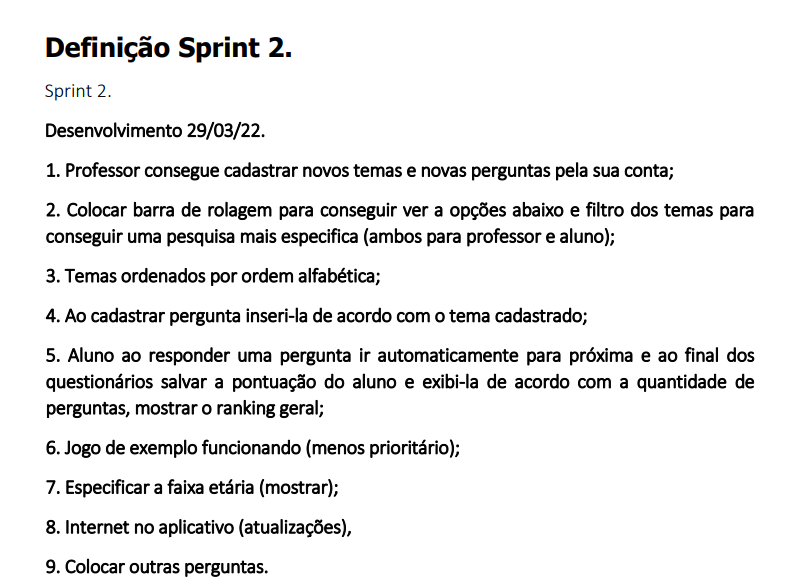 Definição Sprint 2.
Sprint 2.
Desenvolvimento 29/03/22.
1. Professor consegue cadastrar novos temas e novas perguntas pela sua conta;
2. Colocar barra de rolagem para conseguir ver a opções abaixo e filtro dos temas para
conseguir uma pesquisa mais especifica (ambos para professor e aluno);
3. Temas ordenados por ordem alfabética;
4. Ao cadastrar pergunta inseri-la de acordo com o tema cadastrado;
5. Aluno ao responder uma pergunta ir automaticamente para próxima e ao final dos
questionários salvar a pontuação do aluno e exibi-la de acordo com a quantidade de
perguntas, mostrar o ranking geral;
6. Jogo de exemplo funcionando (menos prioritário);
7. Especificar a faixa etária (mostrar);
8. Internet no aplicativo (atualizações),
9. Colocar outras perguntas.